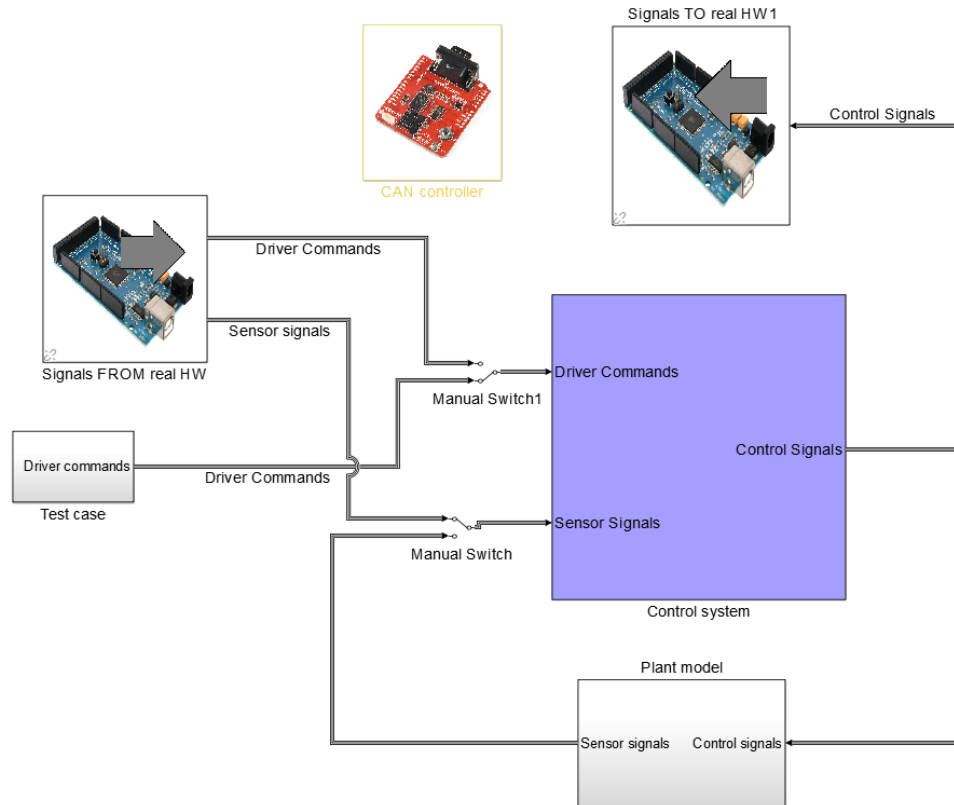 Signals TO real HW1
Control Signals
CAN controller
Driver Commands
Sensor signals
Signals FROM real HW
Driver Commands
Manual Switch1
Control Signals
Driver commands
Driver Commands
Test case
Sensor Signals
Manual Switch
Control system
Plant model
Sensor signals
Control signals